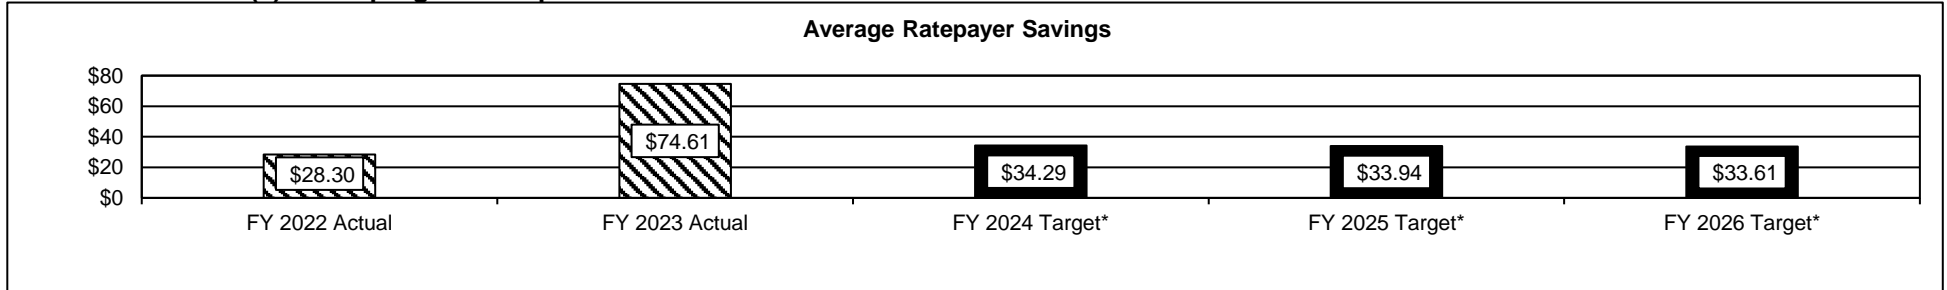 Average Ratepayer Savings
$80
$60
$40
$20
$0
$28.30
$74.61
$34.29
$33.94
$33.61
FY 2022 Actual
FY 2023 Actual
FY 2024 Target*
FY 2025 Target*
FY 2026 Target*